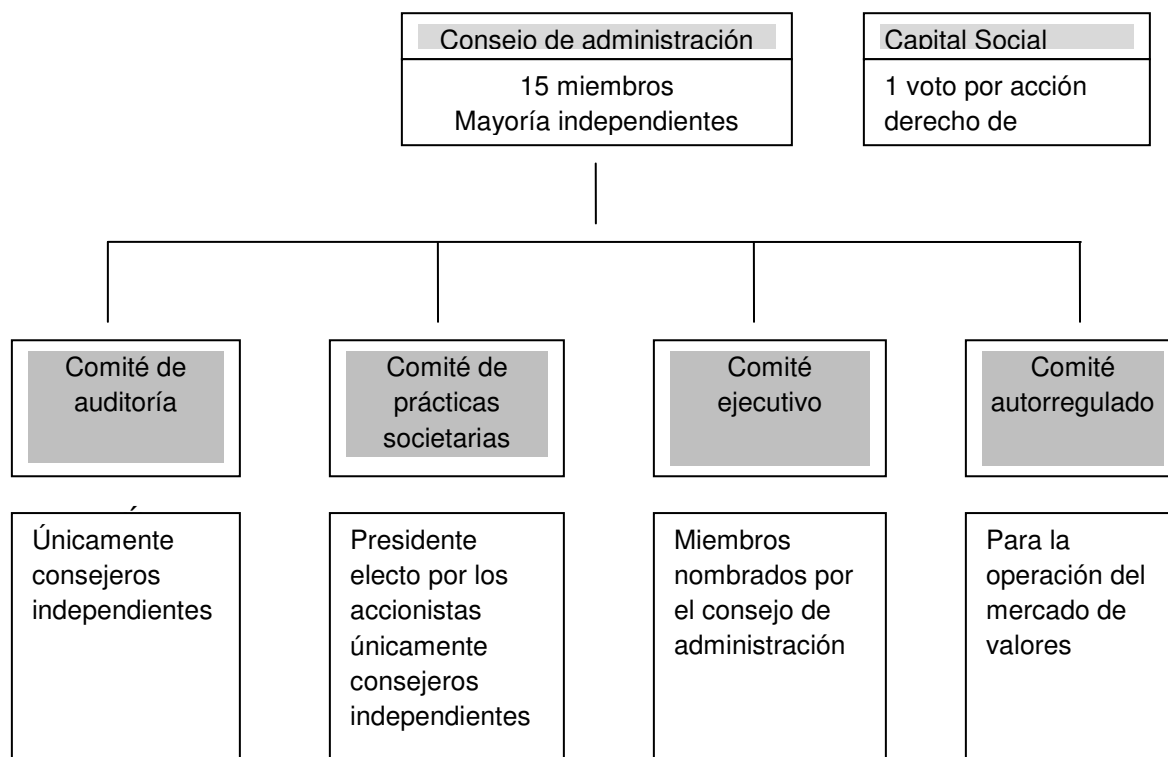 Consejo de administración
15 miembros
Mayoría independientes
Capital Social
1 voto por acción
derecho de
Comité de
auditoría
Comité de
prácticas
societarias
Comité
ejecutivo
Comité
autorregulado
Únicamente
consejeros
independientes
Presidente
electo por los
accionistas
únicamente
consejeros
independientes
Miembros
nombrados por
el consejo de
administración
Para la
operación del
mercado de
valores